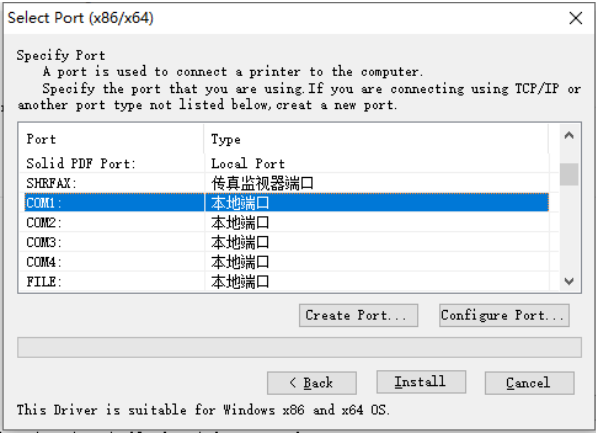 Select Port (x86/x64)
Specify Port
A port is used to connect a printer to the computer.
Specify the port that you are using.If you are connecting using TCP/IP or
another port type not listed below,creat a new port.
Port Type
Solid PDF Port: Local Port
SHRFAX: 传真监视器端口
COM1: 本地端口
COM2: 本地端口
COM3: 本地端口
COM4: 本地端口
FILE: 本地端口
Create Port... Configure Port...
< Back Install Cancel
This Driver is suitable for Windows x86 and x64 OS.